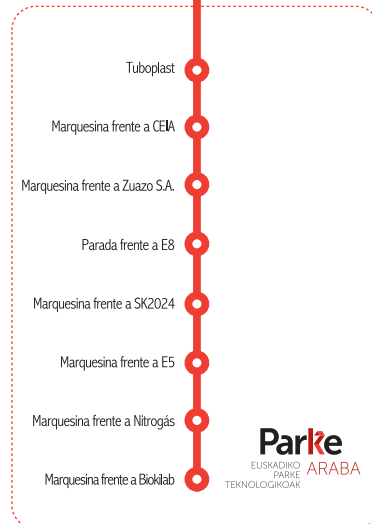 Tuboplast
Marquesina frente a CEIA
Marquesina frente a Zuazo S.A.
Parada frente a E8
Marquesina frente a SK2024
Marquesina frente a E5
Marquesina frente a Nitrogás
Marquesina frente a Biokilab
Parke
ARABA
EUSKADIKO
PARKE
TEKNOLOGIKOAK